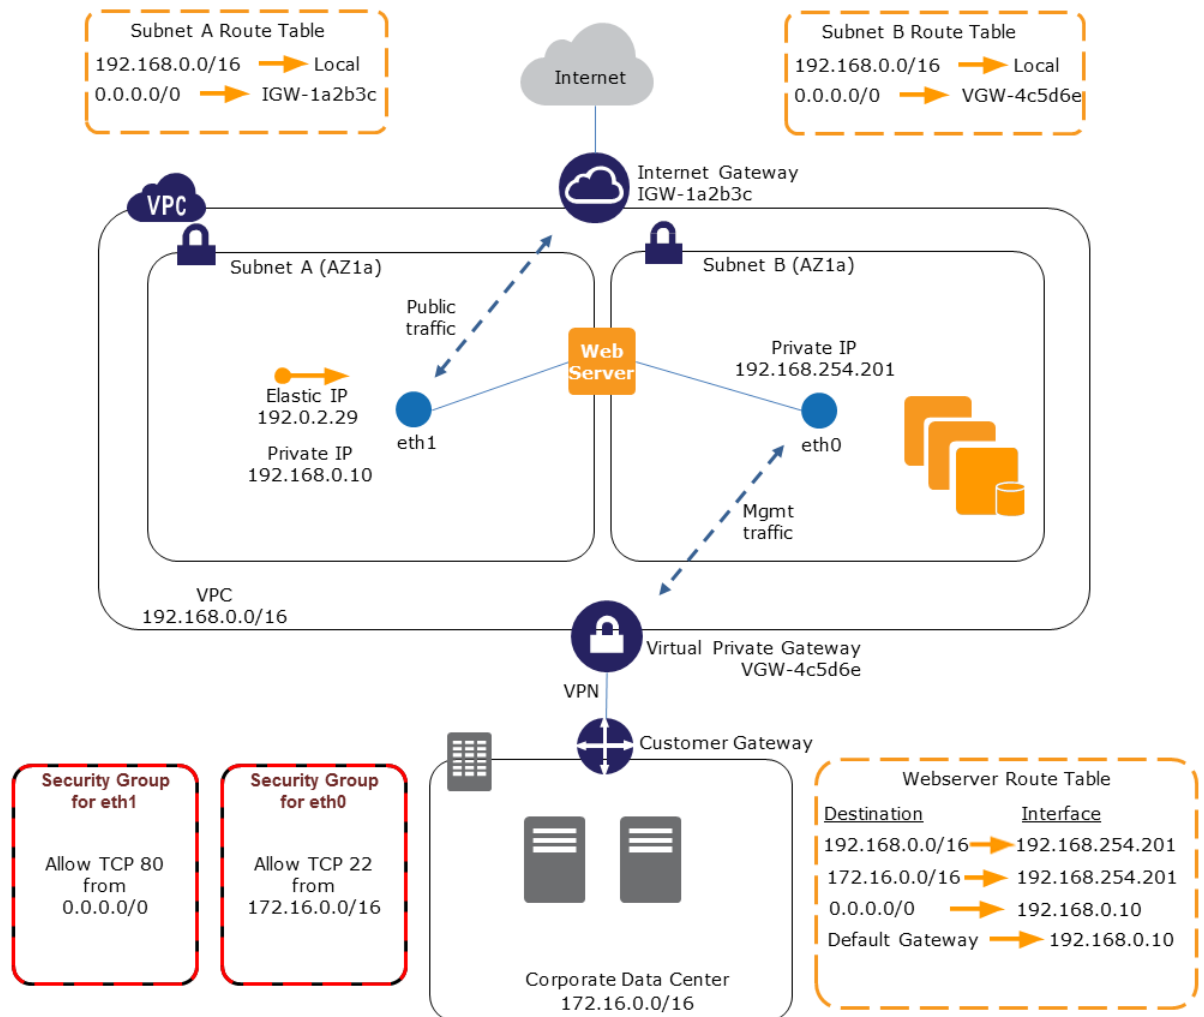 Subnet A Route Table
192.168.0.0/16 Local
0.0.0.0/0 IGW-1a2b3c
Internet
Subnet B Route Table
192.168.0.0/16 Local
0.0.0.0/0 VGW-4c5d6e
Internet Gateway
IGW-1a2b3c
VPC
Subnet A (AZ1a)
Public
traffic
Elastic IP
192.0.2.29
Private IP
192.168.0.10
eth1
Web
Server
Subnet B (AZ1a)
Private IP
192.168.254.201
eth0
Mgmt
traffic
VPC
192.168.0.0/16
Virtual Private Gateway
VGW-4c5d6e
VPN
Customer Gateway
Security Group
for eth1
Allow TCP 80
from
0.0.0.0/0
Security Group
for eth0
Allow TCP 22
from
172.16.0.0/16
Corporate Data Center
172.16.0.0/16
Webserver Route Table
Destination Interface
192.168.0.0/16 192.168.254.201
172.16.0.0/16 192.168.254.201
0.0.0.0/0 192.168.0.10
Default Gateway 192.168.0.10